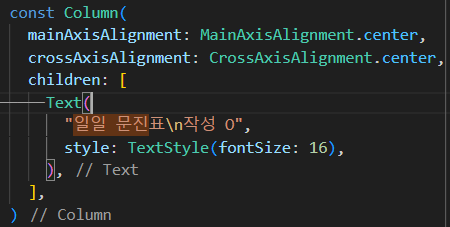 const Column(
mainAxisAlignment: MainAxisAlignment.center,
crossAxisAlignment: CrossAxisAlignment.center,
children: [
Text(
"일일 문진표\n작성 O",
style: TextStyle(fontSize: 16),
), // Text
],
) // Column